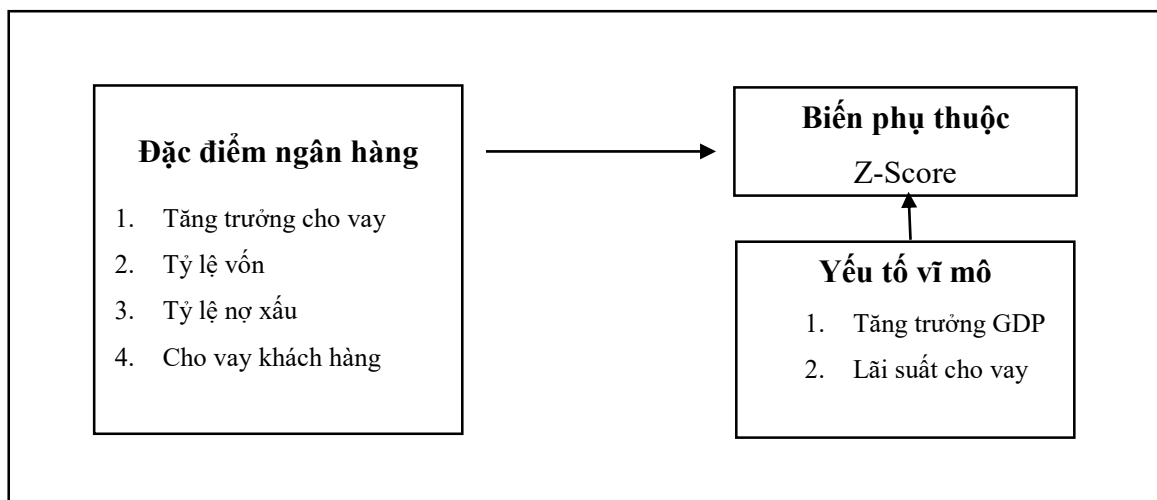 Đặc điểm ngân hàng
1. Tăng trưởng cho vay
2. Tỷ lệ vốn
3. Tỷ lệ nợ xấu
4. Cho vay khách hàng
Biến phụ thuộc
Z-Score
Yếu tố vĩ mô
1. Tăng trưởng GDP
2. Lãi suất cho vay